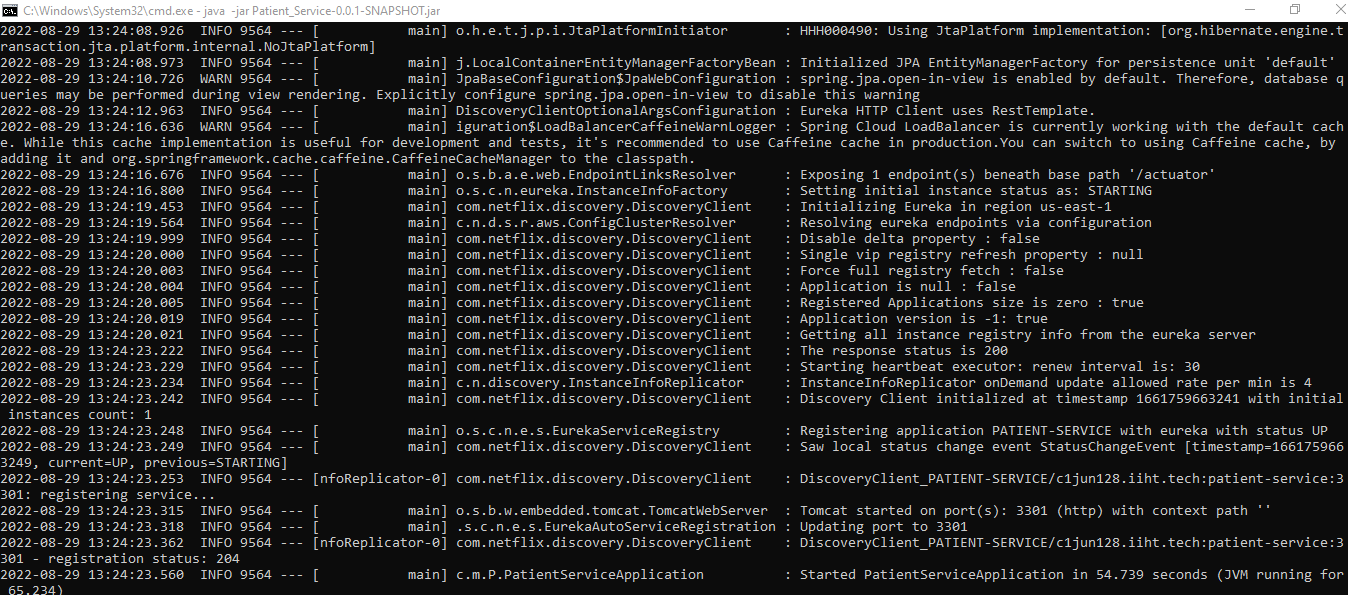 C:\Windows\System32\cmd.exe - java  -jar Patient_Service-0.0.1-SNAPSHOT.jar
2022-08-29 13:24:08.926  INFO 9564 --- [           main] o.h.e.t.j.p.i.JtaPlatformInitiator       : HHH000490: Using JtaPlatform implementation: [org.hibernate.engine.t
ransaction.jta.platform.internal.NoJtaPlatform]
2022-08-29 13:24:08.973  INFO 9564 --- [           main] j.LocalContainerEntityManagerFactoryBean : Initialized JPA EntityManagerFactory for persistence unit 'default'
2022-08-29 13:24:10.726  WARN 9564 --- [           main] JpaBaseConfiguration$JpaWebConfiguration : spring.jpa.open-in-view is enabled by default. Therefore, database q
ueries may be performed during view rendering. Explicitly configure spring.jpa.open-in-view to disable this warning
2022-08-29 13:24:12.963  INFO 9564 --- [           main] DiscoveryClientOptionalArgsConfiguration : Eureka HTTP Client uses RestTemplate.
2022-08-29 13:24:16.636  WARN 9564 --- [           main] iguration$LoadBalancerCaffeineWarnLogger : Spring Cloud LoadBalancer is currently working with the default cach
e. While this cache implementation is useful for development and tests, it's recommended to use Caffeine cache in production.You can switch to using Caffeine cache, by
adding it and org.springframework.cache.caffeine.CaffeineCacheManager to the classpath.
2022-08-29 13:24:16.676  INFO 9564 --- [           main] o.s.b.a.e.web.EndpointLinksResolver      : Exposing 1 endpoint(s) beneath base path '/actuator'
2022-08-29 13:24:16.800  INFO 9564 --- [           main] o.s.c.n.eureka.InstanceInfoFactory       : Setting initial instance status as: STARTING
2022-08-29 13:24:19.453  INFO 9564 --- [           main] com.netflix.discovery.DiscoveryClient    : Initializing Eureka in region us-east-1
2022-08-29 13:24:19.564  INFO 9564 --- [           main] c.n.d.s.r.aws.ConfigClusterResolver      : Resolving eureka endpoints via configuration
2022-08-29 13:24:19.999  INFO 9564 --- [           main] com.netflix.discovery.DiscoveryClient    : Disable delta property : false
2022-08-29 13:24:20.000  INFO 9564 --- [           main] com.netflix.discovery.DiscoveryClient    : Single vip registry refresh property : null
2022-08-29 13:24:20.003  INFO 9564 --- [           main] com.netflix.discovery.DiscoveryClient    : Force full registry fetch : false
2022-08-29 13:24:20.004  INFO 9564 --- [           main] com.netflix.discovery.DiscoveryClient    : Application is null : false
2022-08-29 13:24:20.005  INFO 9564 --- [           main] com.netflix.discovery.DiscoveryClient    : Registered Applications size is zero : true
2022-08-29 13:24:20.019  INFO 9564 --- [           main] com.netflix.discovery.DiscoveryClient    : Application version is -1: true
2022-08-29 13:24:20.021  INFO 9564 --- [           main] com.netflix.discovery.DiscoveryClient    : Getting all instance registry info from the eureka server
2022-08-29 13:24:23.222  INFO 9564 --- [           main] com.netflix.discovery.DiscoveryClient    : The response status is 200
2022-08-29 13:24:23.229  INFO 9564 --- [           main] com.netflix.discovery.DiscoveryClient    : Starting heartbeat executor: renew interval is: 30
2022-08-29 13:24:23.234  INFO 9564 --- [           main] c.n.discovery.InstanceInfoReplicator     : InstanceInfoReplicator onDemand update allowed rate per min is 4
2022-08-29 13:24:23.242  INFO 9564 --- [           main] com.netflix.discovery.DiscoveryClient    : Discovery Client initialized at timestamp 1661759663241 with initial
 instances count: 1
2022-08-29 13:24:23.248  INFO 9564 --- [           main] o.s.c.n.e.s.EurekaServiceRegistry        : Registering application PATIENT-SERVICE with eureka with status UP
2022-08-29 13:24:23.249  INFO 9564 --- [           main] com.netflix.discovery.DiscoveryClient    : Saw local status change event StatusChangeEvent [timestamp=166175966
3249, current=UP, previous=STARTING]
2022-08-29 13:24:23.253  INFO 9564 --- [nfoReplicator-0] com.netflix.discovery.DiscoveryClient    : DiscoveryClient_PATIENT-SERVICE/c1jun128.iiht.tech:patient-service:3
301: registering service...
2022-08-29 13:24:23.315  INFO 9564 --- [           main] o.s.b.w.embedded.tomcat.TomcatWebServer  : Tomcat started on port(s): 3301 (http) with context path ''
2022-08-29 13:24:23.318  INFO 9564 --- [           main] .s.c.n.e.s.EurekaAutoServiceRegistration : Updating port to 3301
2022-08-29 13:24:23.362  INFO 9564 --- [nfoReplicator-0] com.netflix.discovery.DiscoveryClient    : DiscoveryClient_PATIENT-SERVICE/c1jun128.iiht.tech:patient-service:3
301 - registration status: 204
2022-08-29 13:24:23.560  INFO 9564 --- [           main] c.m.P.PatientServiceApplication          : Started PatientServiceApplication in 54.739 seconds (JVM running for
 65.234)